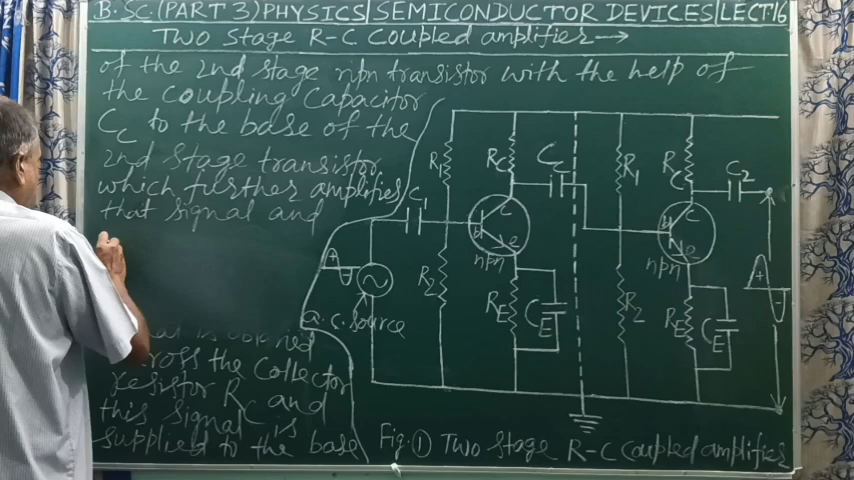 B.Sc.(PART 3) PHYSICS | SEMICONDUCTOR DEVICES | LECT.16
Two Stage R-C Coupled amplifier →
of the 2nd Stage npn transistor with the help of
the coupling Capacitor
Cc to the base of the
2nd Stage transistor
which further amplifies
that signal and
is
the Collector
resistor Rc and
this signal is
supplied to the base
C1
R1
Rc
Cc
R1
Rc
C2
b
c
e
npn
b
c
e
npn
+
-
R2
RE
CE
R2
RE
CE
+
-
a.c. source
Fig. ① Two Stage R-C Coupled amplifier